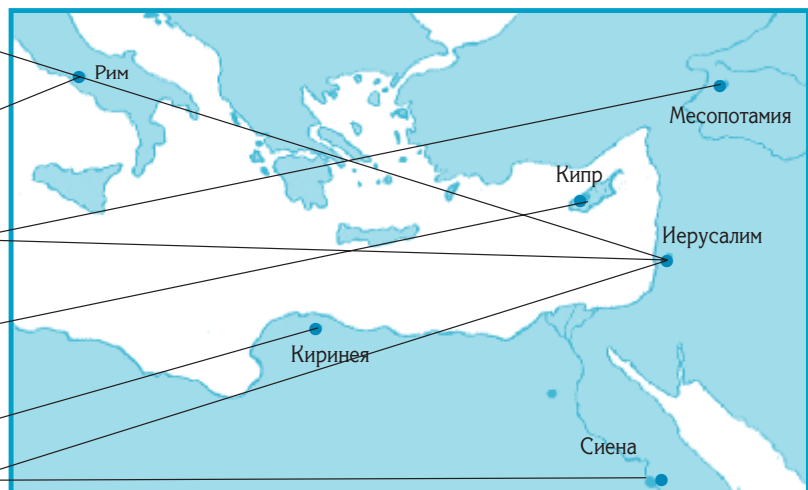 Рим
Месопотамия
Кипр
Иерусалим
Киринея
Сиена